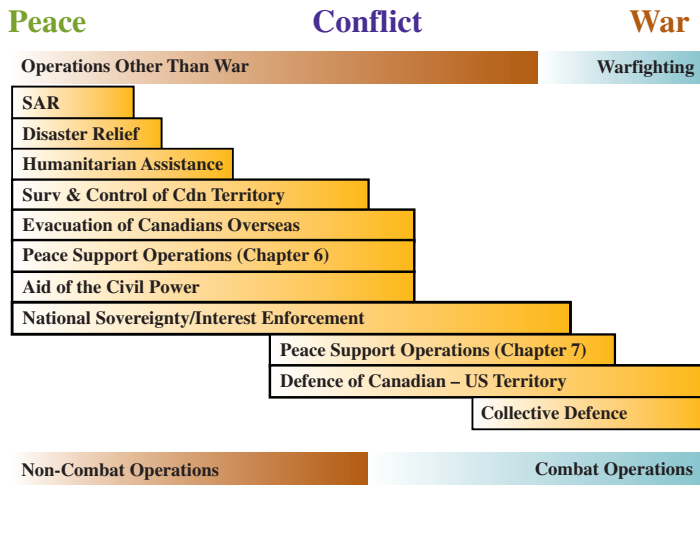 Peace Conflict War
Operations Other Than War Warfighting
SAR
Disaster Relief
Humanitarian Assistance
Surv & Control of Cdn Territory
Evacuation of Canadians Overseas
Peace Support Operations (Chapter 6)
Aid of the Civil Power
National Sovereignty/Interest Enforcement
Peace Support Operations (Chapter 7)
Defence of Canadian – US Territory
Collective Defence
Non-Combat Operations Combat Operations